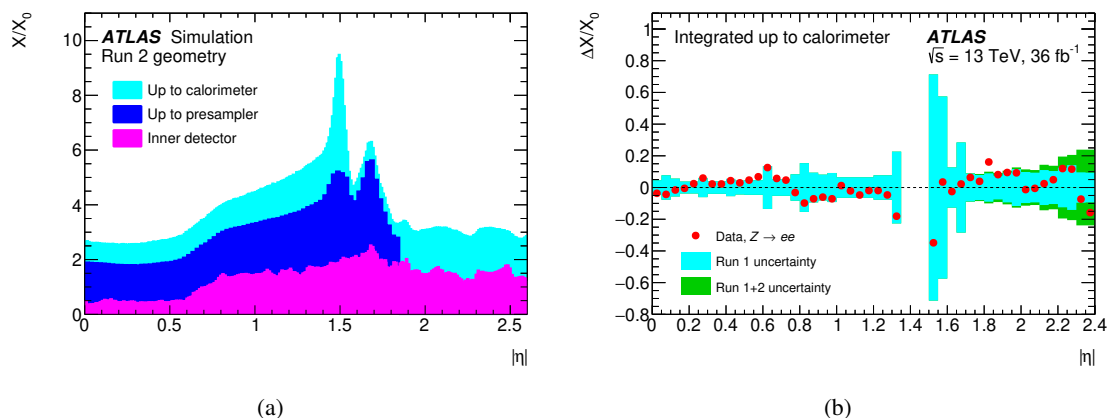 X/X₀
10
8
6
4
2
0
0 0.5 1 1.5 2 2.5
|η|
ATLAS Simulation
Run 2 geometry
Up to calorimeter
Up to presampler
Inner detector
(a)
ΔX/X₀
1
0.8
0.6
0.4
0.2
0
−0.2
−0.4
−0.6
−0.8
0 0.2 0.4 0.6 0.8 1 1.2 1.4 1.6 1.8 2 2.2 2.4
|η|
Integrated up to calorimeter
ATLAS
√s = 13 TeV, 36 fb⁻¹
Data, Z → ee
Run 1 uncertainty
Run 1+2 uncertainty
(b)